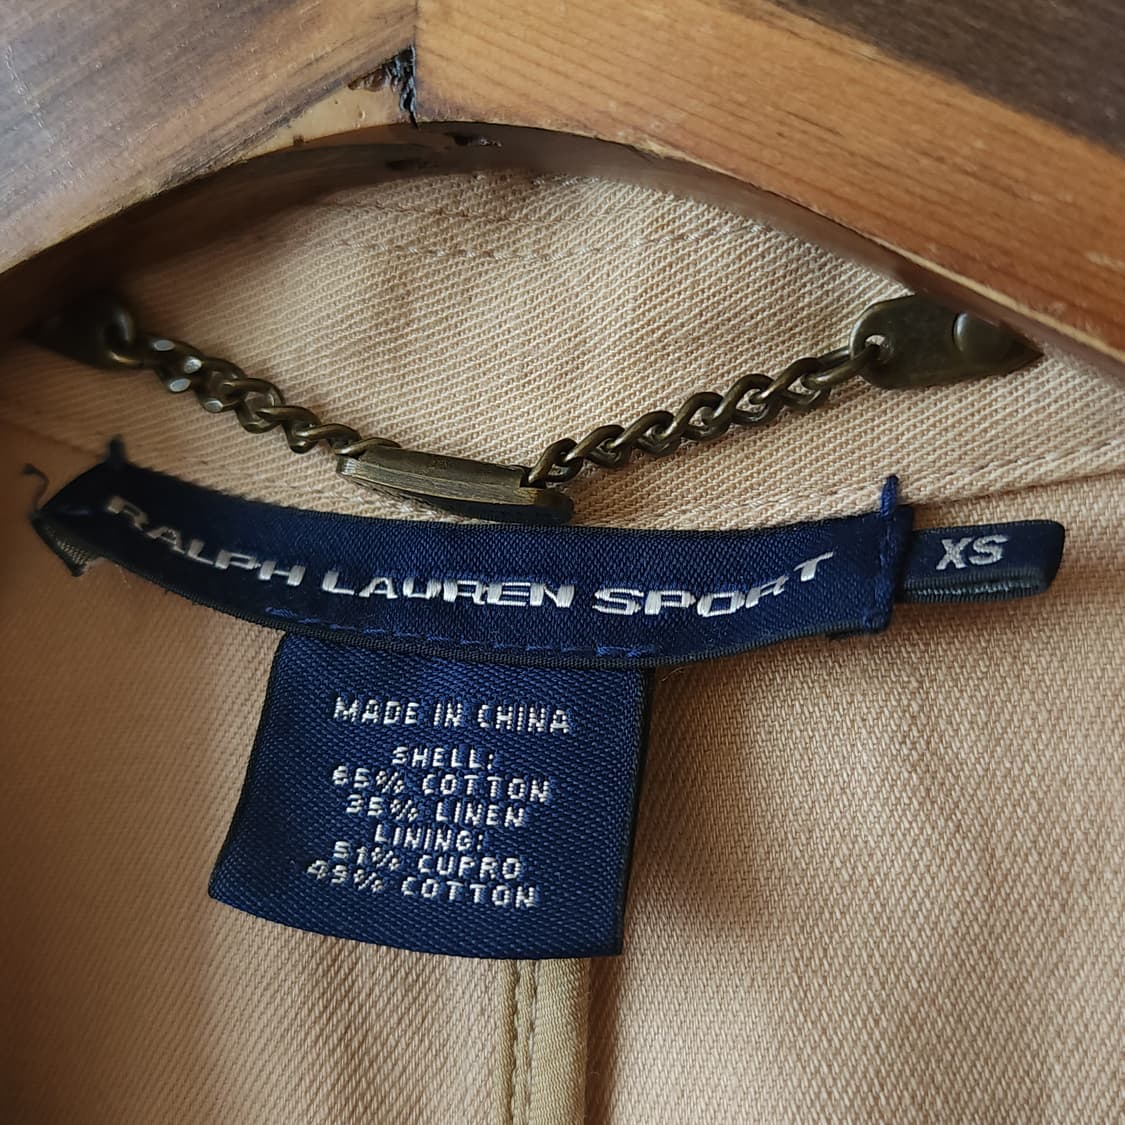 RALPH LAUREN SPORT
XS
MADE IN CHINA
SHELL:
65% COTTON
35% LINEN
LINING:
51% CUPRO
49% COTTON